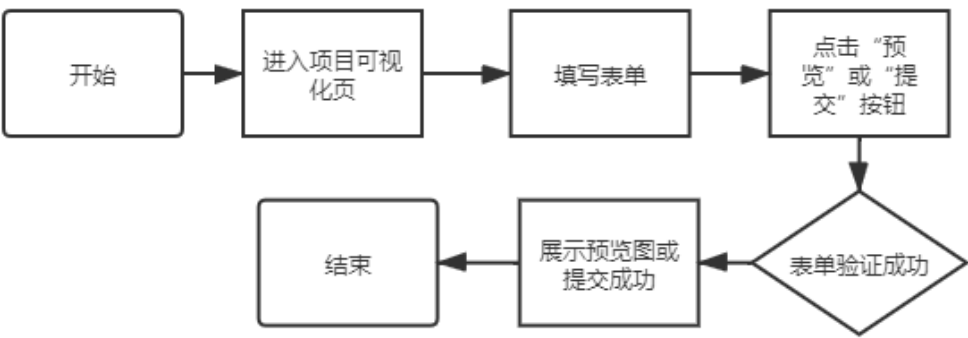 开始
进入项目可视
化页
填写表单
点击“预
览”或“提
交”按钮
表单验证成功
展示预览图或
提交成功
结束